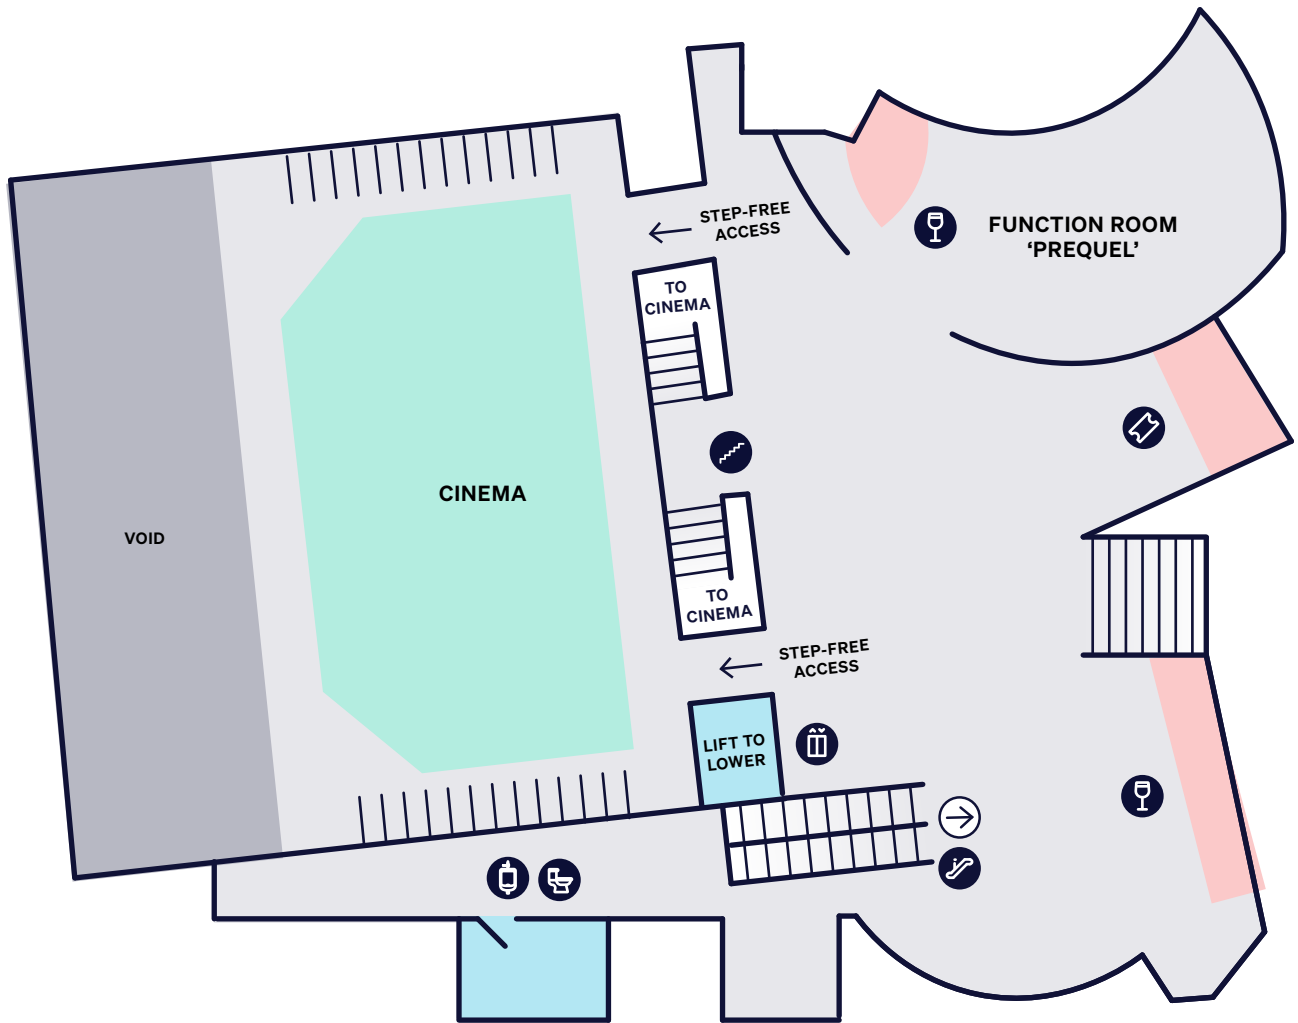 STEP-FREE
ACCESS
FUNCTION ROOM
‘PREQUEL’
TO
CINEMA
CINEMA
VOID
TO
CINEMA
STEP-FREE
ACCESS
LIFT TO
LOWER